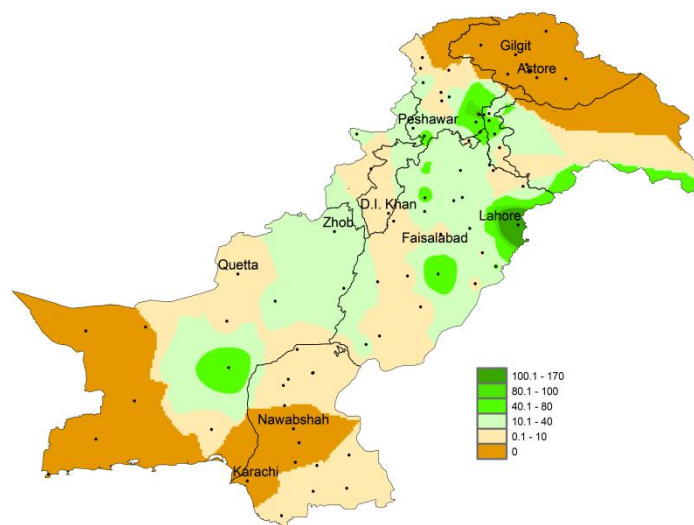 Gilgit
Astore
Peshawar
D.I. Khan
Lahore
Zhob
Faisalabad
Quetta
Nawabshah
Karachi
100.1 - 170
80.1 - 100
40.1 - 80
10.1 - 40
0.1 - 10
0